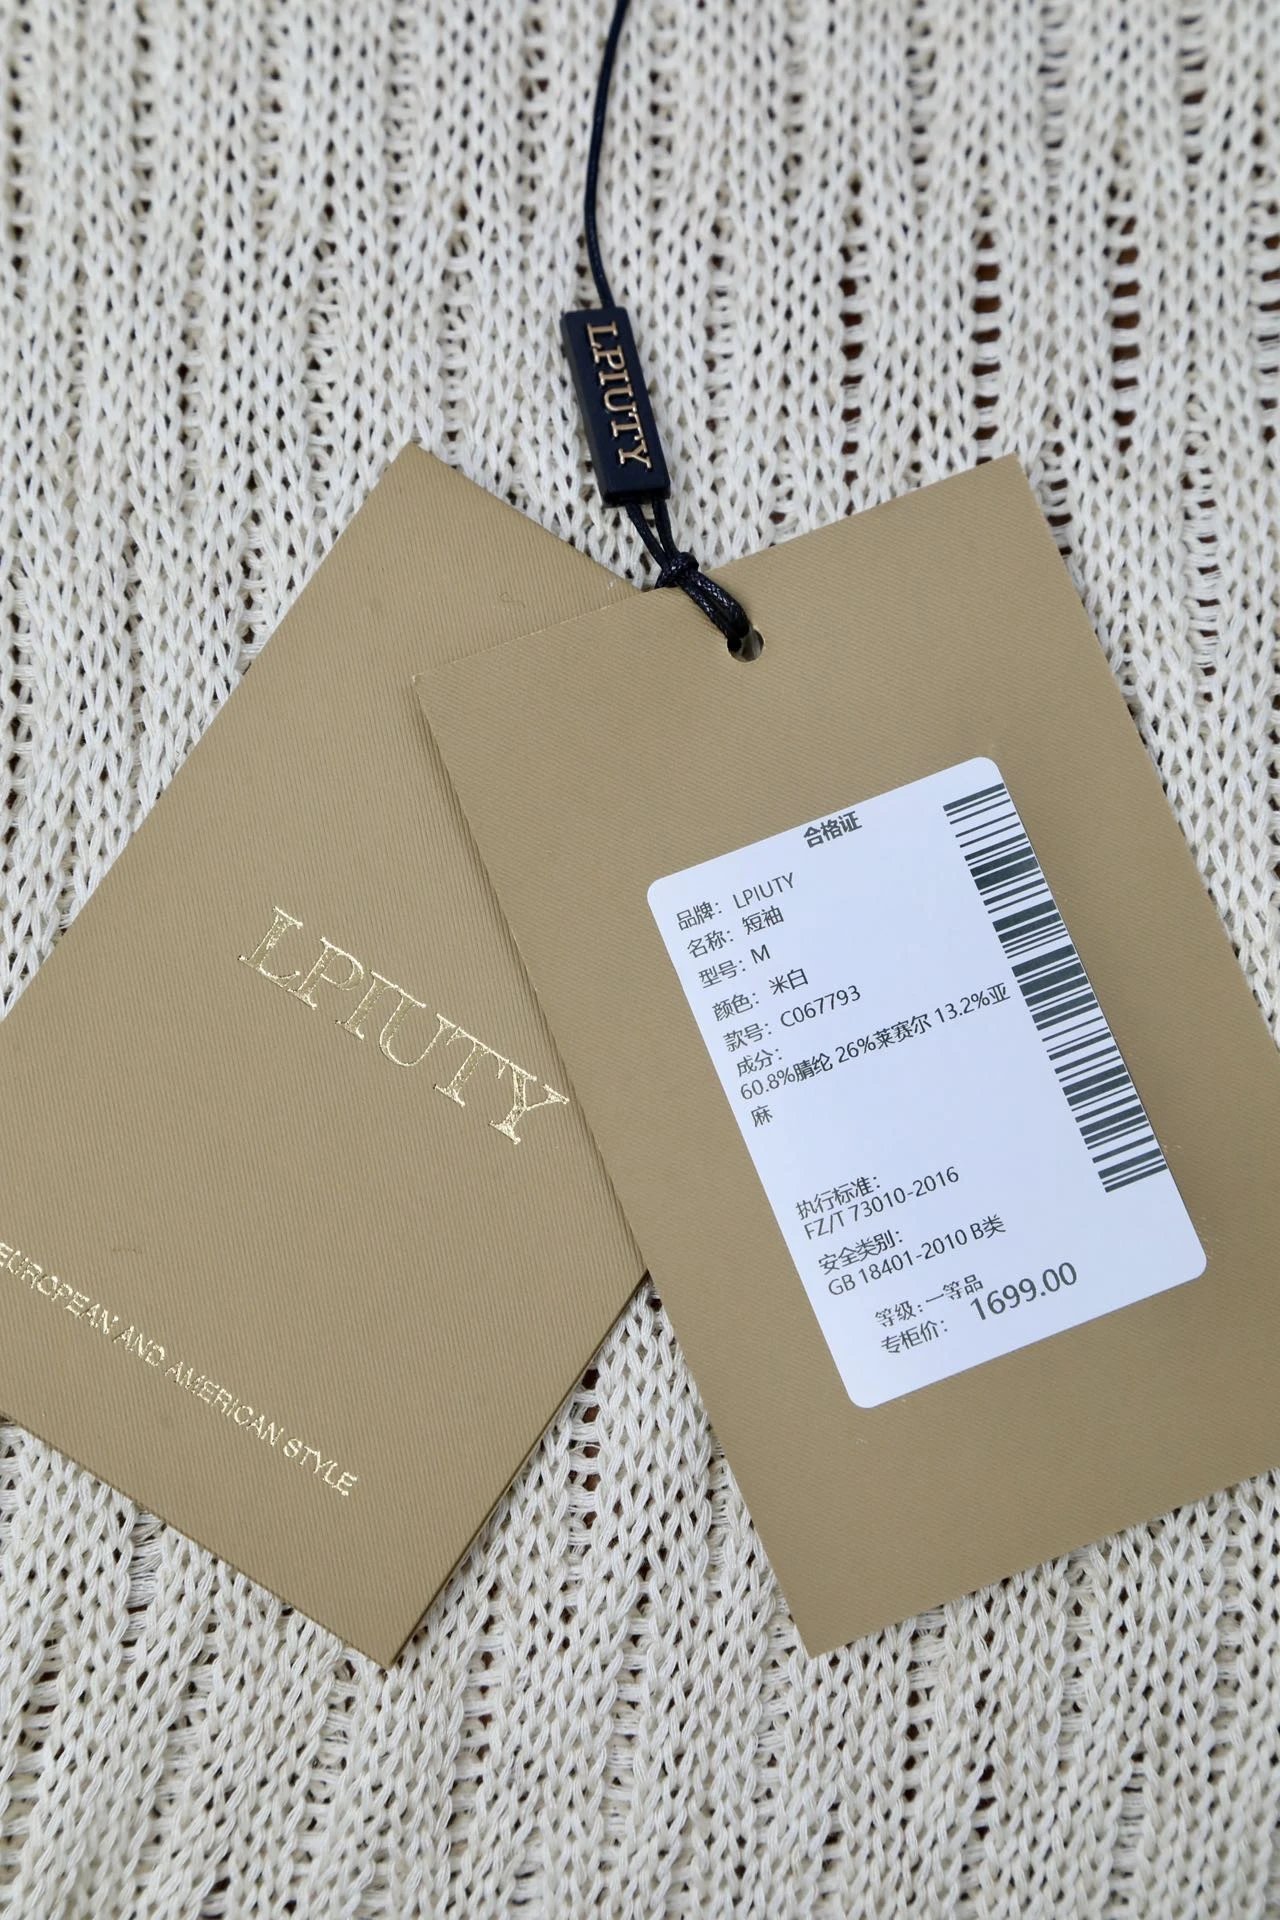 LPIUTY
LPIUTY
EUROPEAN AND AMERICAN STYLE
合格证
品牌：LPIUTY
名称：短袖
型号：M
颜色：米白
款号：C067793
成分：
60.8%腈纶 26%莱赛尔 13.2%亚
麻
执行标准：
FZ/T 73010-2016
安全类别：
GB 18401-2010 B类
等级：一等品
专柜价：1699.00